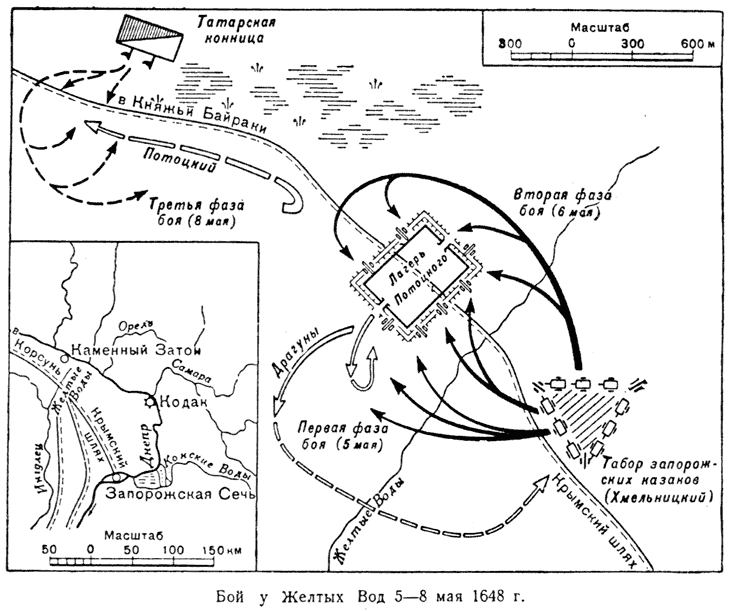 Татарская
конница
Масштаб
300 0 300 600 м
в Княжьи Байраки
Потоцкий
Третья фаза
боя (8 мая)
Вторая фаза
боя (6 мая)
Лагерь
Потоцкого
Драгуны
Первая фаза
боя (5 мая)
Табор запорож-
ских казаков
(Хмельницкий)
Желтые Воды
Крымский шлях
в Корсунь
Орель
Каменный Затон
Самара
Желтые Воды
Кодак
Крымский шлях
Днепр
Конские Воды
Ингулец
Запорожская Сечь
Масштаб
50 0 50 100 150 км
Бой у Желтых Вод 5—8 мая 1648 г.